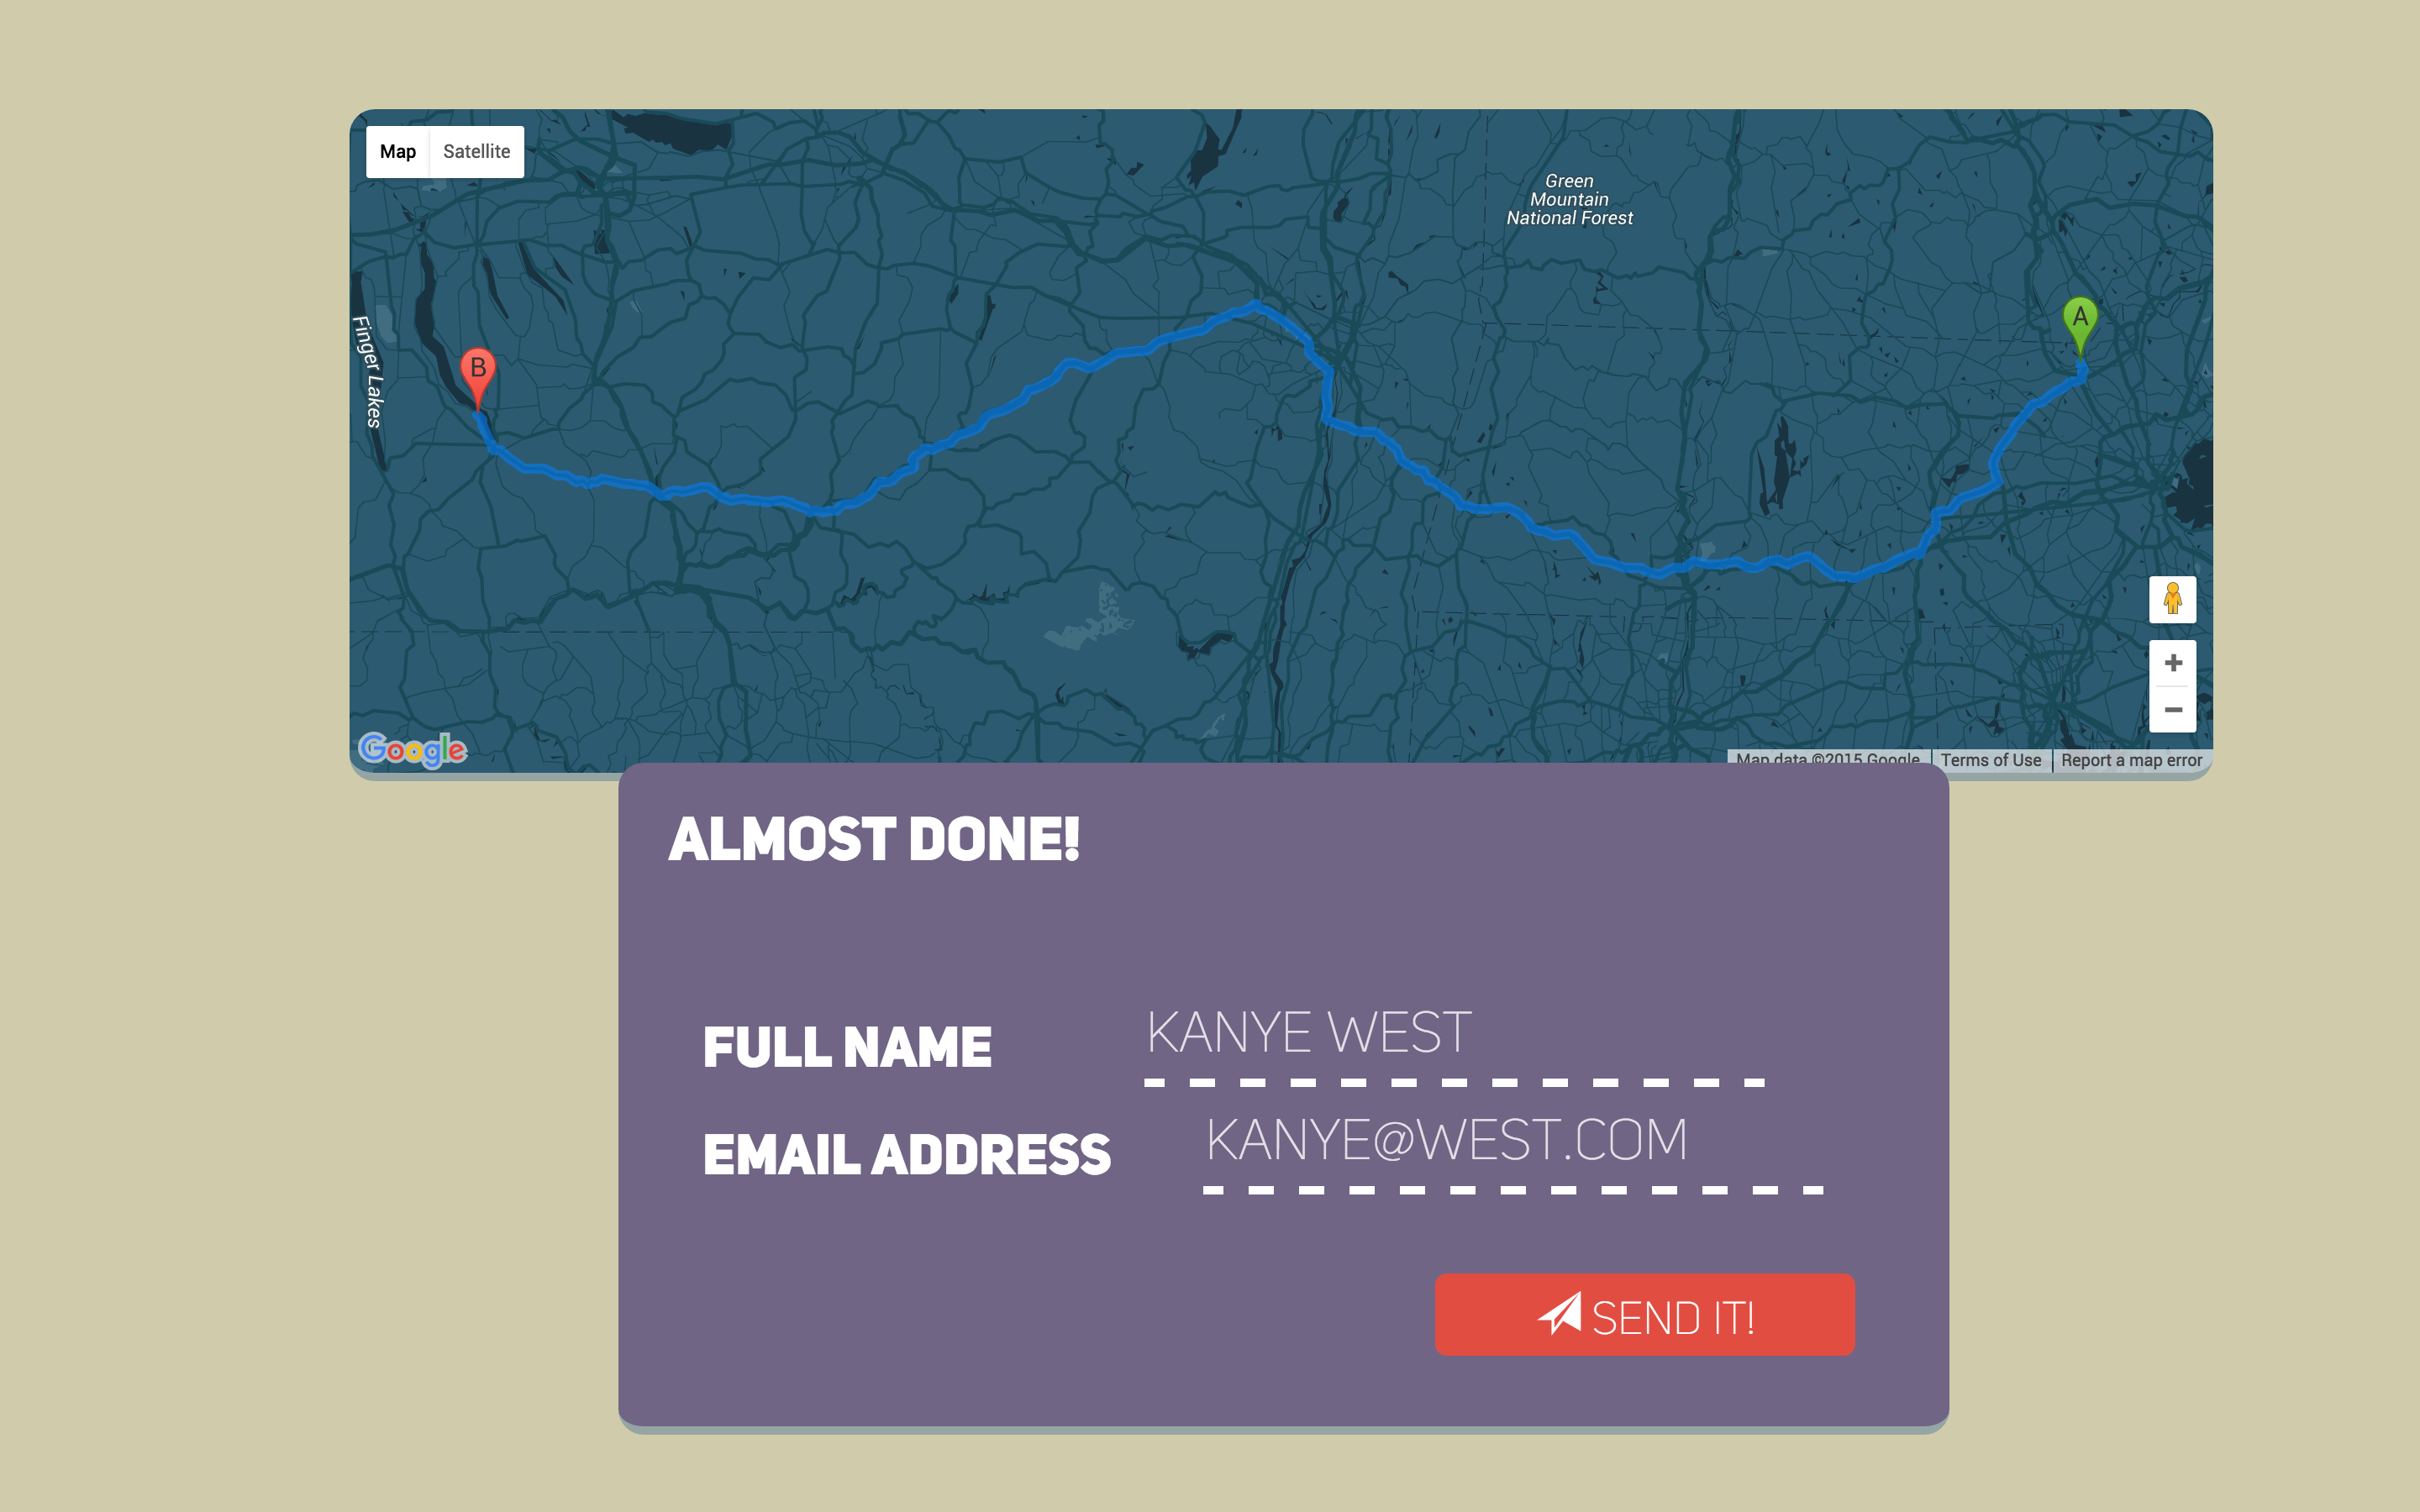 Map Satellite
Green
Mountain
National Forest
A
B
Finger Lakes
Google
Map data ©2015 Google Terms of Use Report a map error
ALMOST DONE!
FULL NAME KANYE WEST
EMAIL ADDRESS KANYE@WEST.COM
SEND IT!